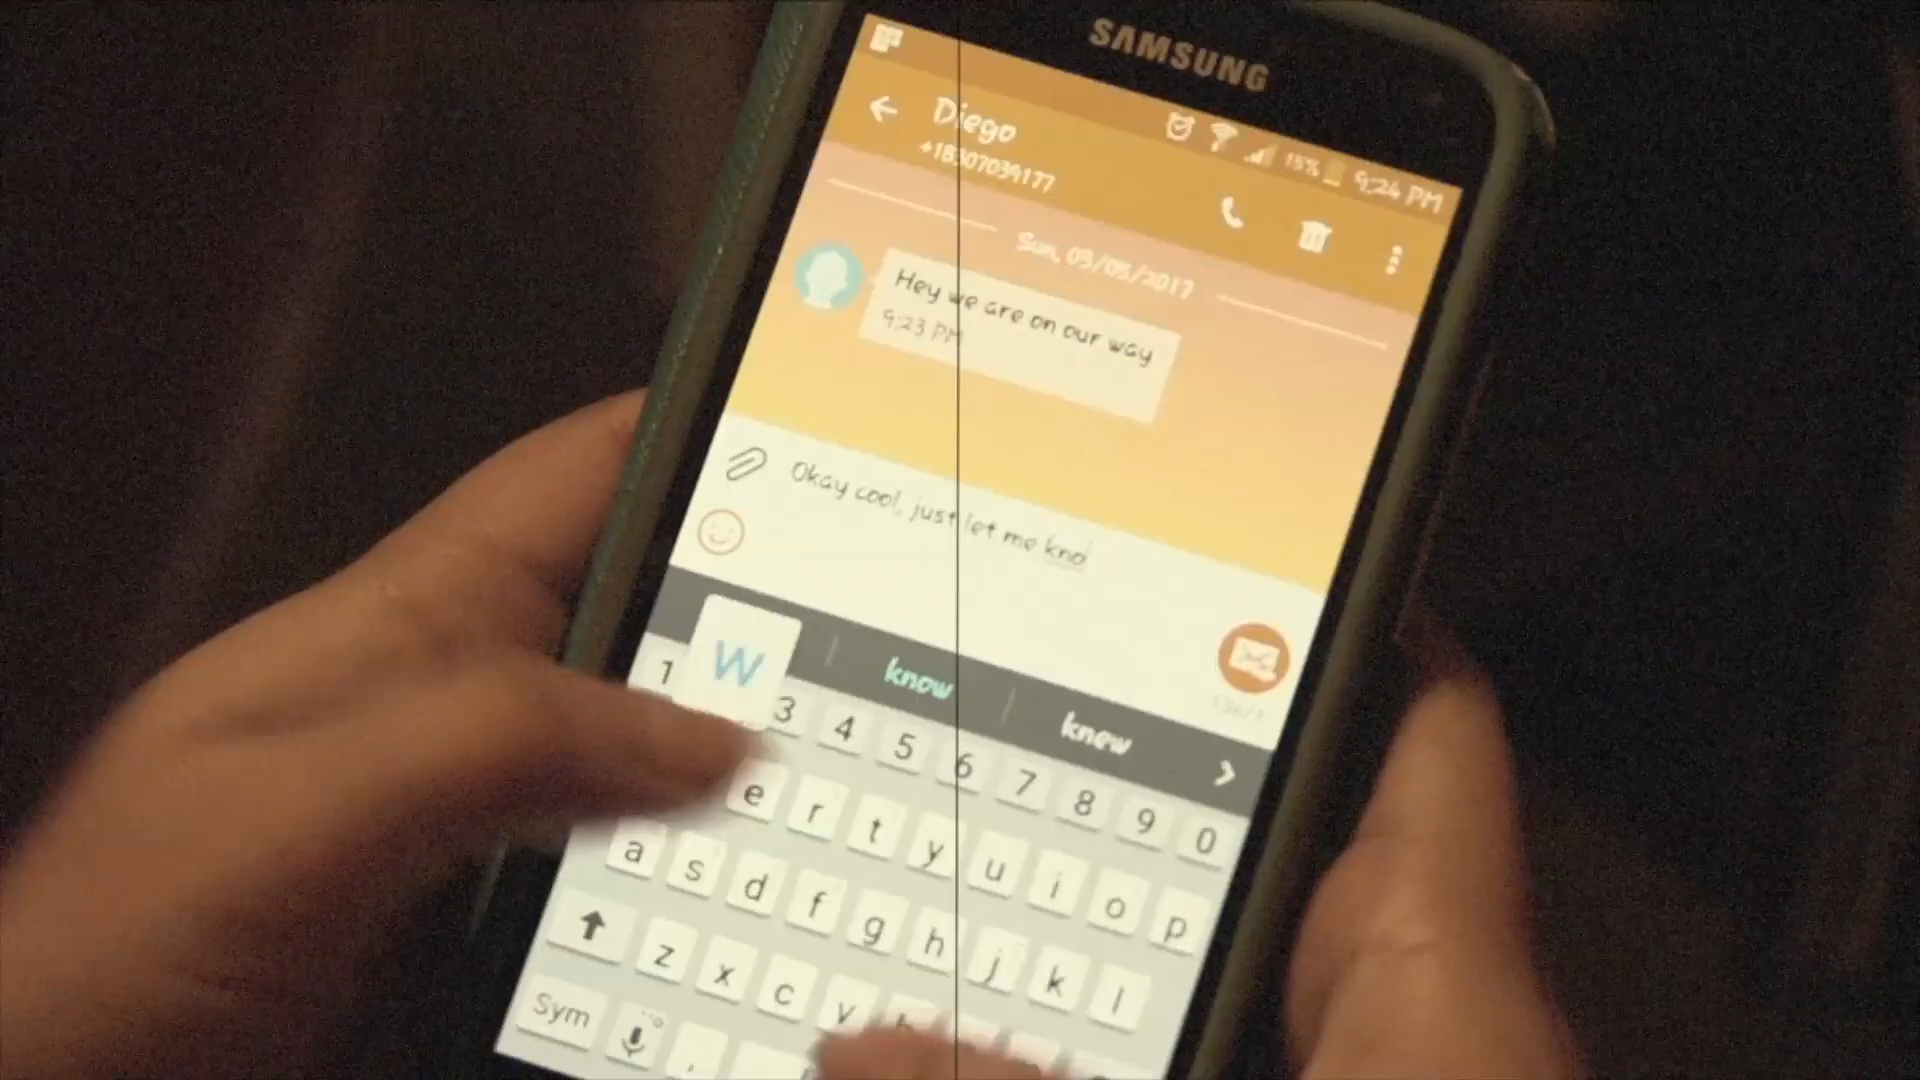 SAMSUNG
15% 9:24 PM
Diego
+18307039177
Sun, 03/05/2017
Hey we are on our way
9:23 PM
Okay cool, just let me kno
W
know
knew
1 3 4 5 6 7 8 9 0
e r t y u i o p
a s d f g h j k l
z x c v
Sym ,